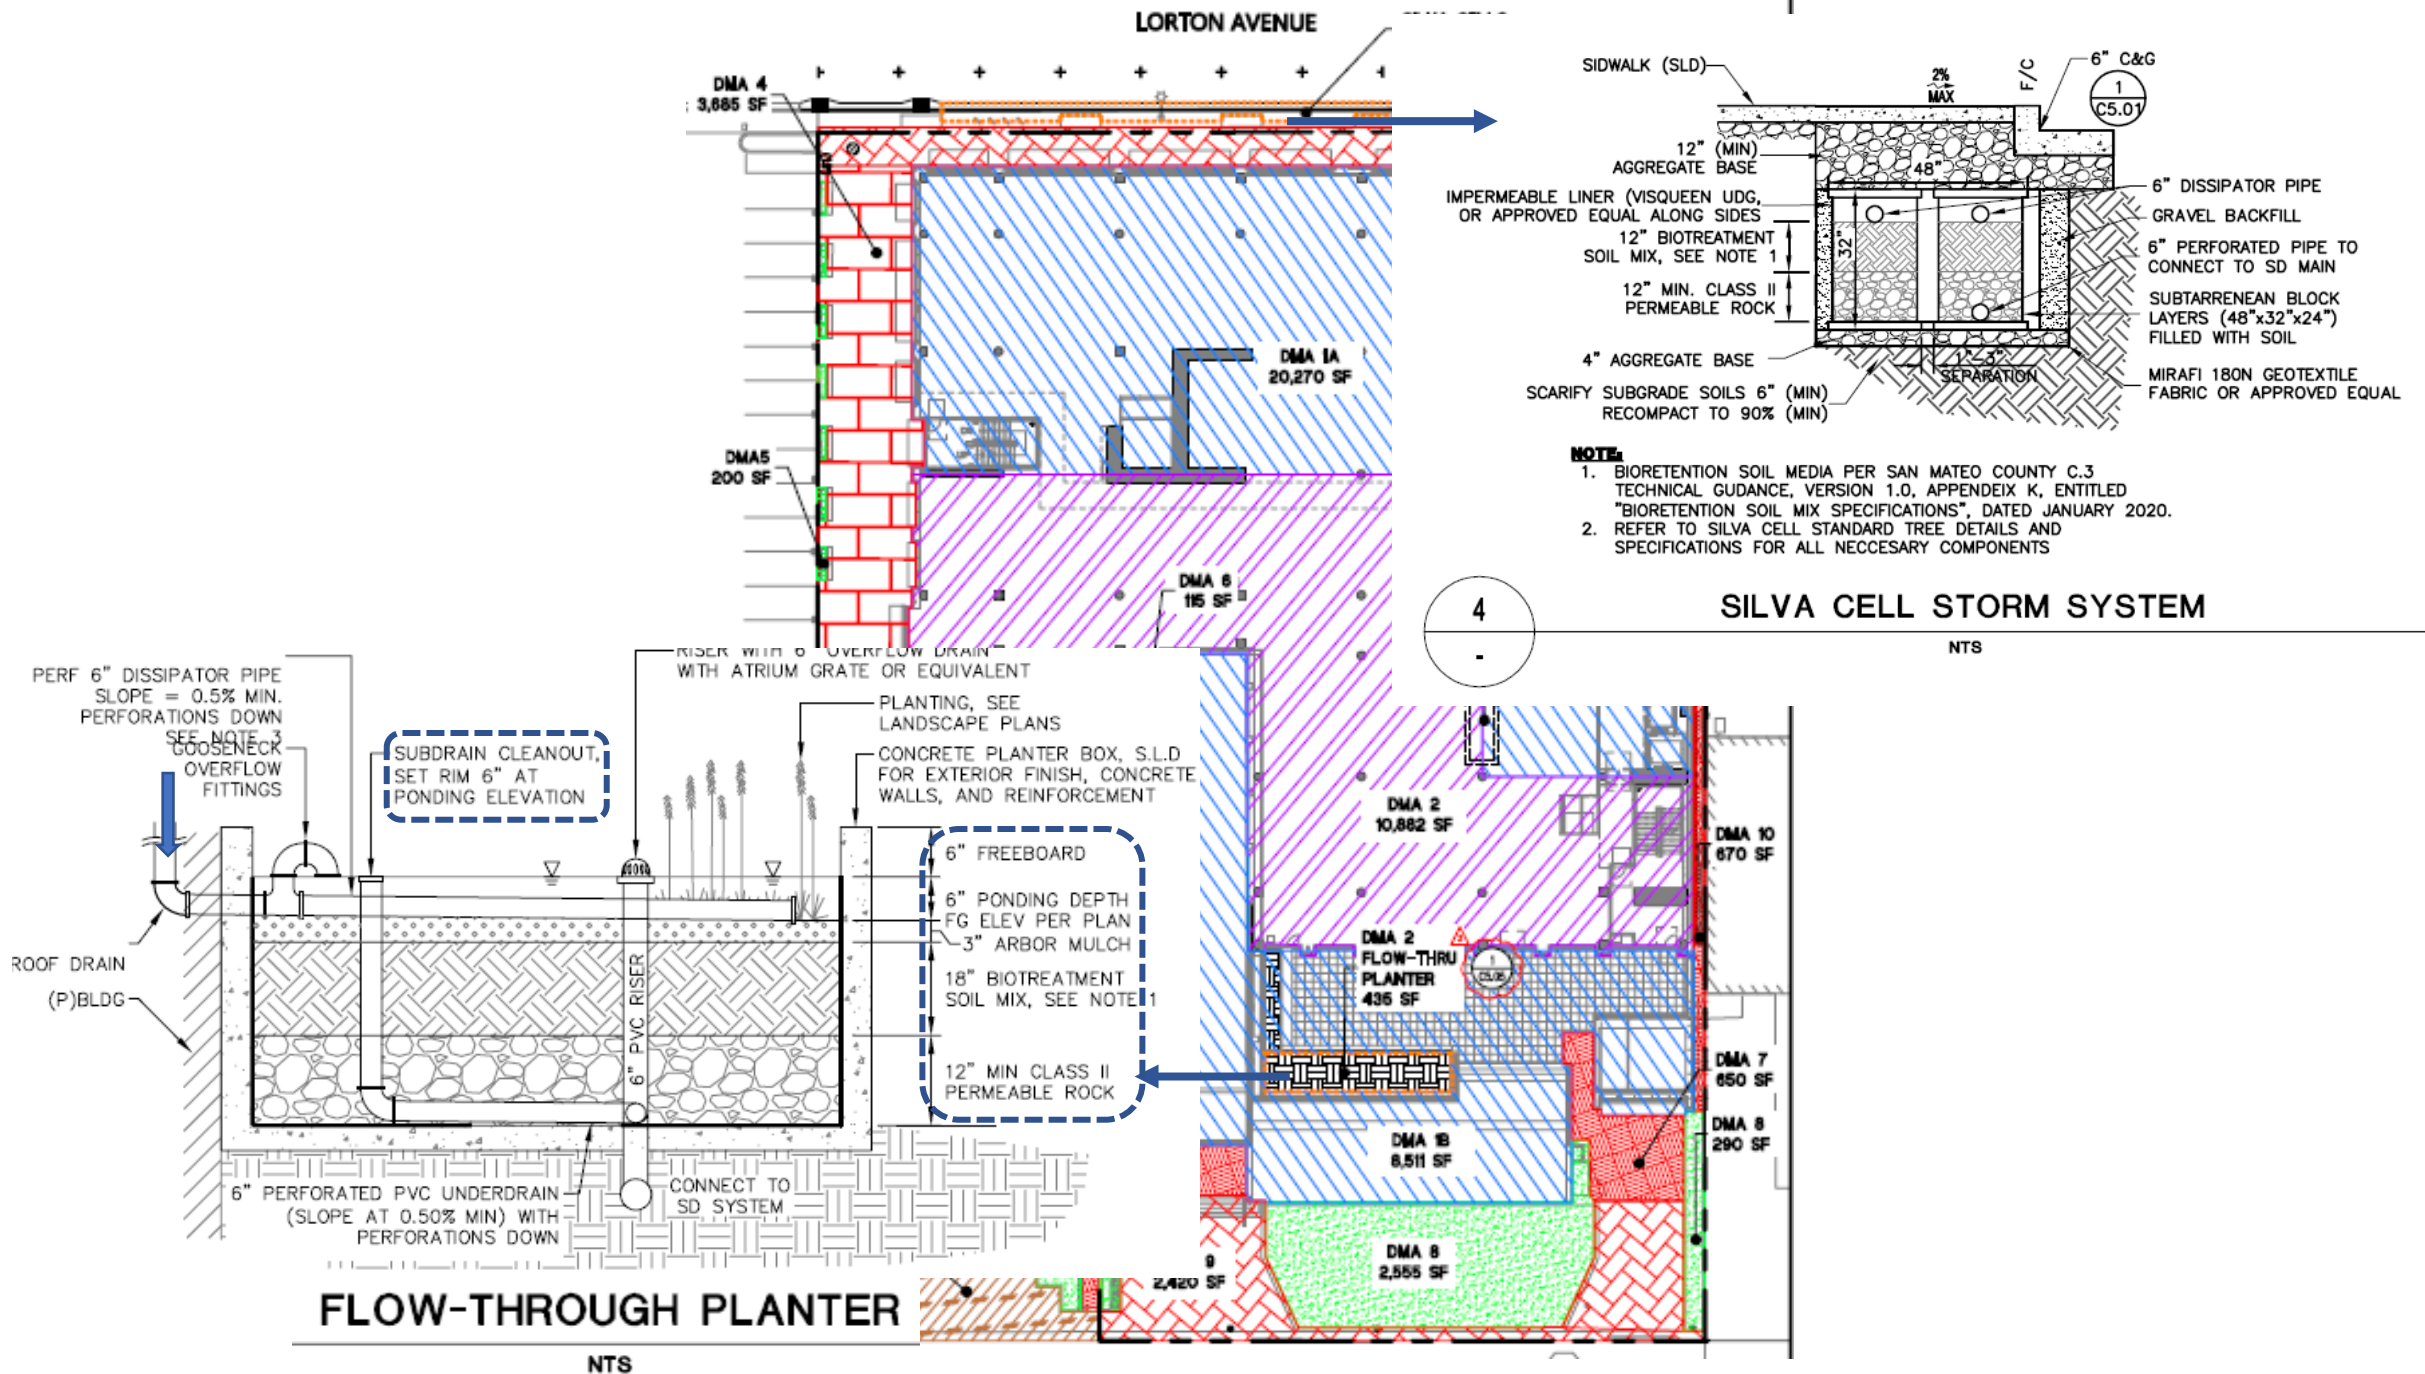 LORTON AVENUE
DMA 4
3,685 SF
DMA 1A
20,270 SF
DMA5
200 SF
DMA 6
115 SF
SIDWALK (SLD)
2%
MAX
F/C
6" C&G
1
C5.01
12" (MIN)
AGGREGATE BASE
48"
IMPERMEABLE LINER (VISQUEEN UDG,
OR APPROVED EQUAL ALONG SIDES
12" BIOTREATMENT
SOIL MIX, SEE NOTE 1
32"
12" MIN. CLASS II
PERMEABLE ROCK
4" AGGREGATE BASE
1"-3"
SEPARATION
SCARIFY SUBGRADE SOILS 6" (MIN)
RECOMPACT TO 90% (MIN)
6" DISSIPATOR PIPE
GRAVEL BACKFILL
6" PERFORATED PIPE TO
CONNECT TO SD MAIN
SUBTARRENEAN BLOCK
LAYERS (48"x32"x24")
FILLED WITH SOIL
MIRAFI 180N GEOTEXTILE
FABRIC OR APPROVED EQUAL
NOTE:
1. BIORETENTION SOIL MEDIA PER SAN MATEO COUNTY C.3
TECHNICAL GUDANCE, VERSION 1.0, APPENDEIX K, ENTITLED
"BIORETENTION SOIL MIX SPECIFICATIONS", DATED JANUARY 2020.
2. REFER TO SILVA CELL STANDARD TREE DETAILS AND
SPECIFICATIONS FOR ALL NECCESARY COMPONENTS
4
-
SILVA CELL STORM SYSTEM
NTS
PERF 6" DISSIPATOR PIPE
SLOPE = 0.5% MIN.
PERFORATIONS DOWN
SEE NOTE 3
GOOSENECK
OVERFLOW
FITTINGS
SUBDRAIN CLEANOUT,
SET RIM 6" AT
PONDING ELEVATION
RISER WITH 6" OVERFLOW DRAIN
WITH ATRIUM GRATE OR EQUIVALENT
PLANTING, SEE
LANDSCAPE PLANS
CONCRETE PLANTER BOX, S.L.D
FOR EXTERIOR FINISH, CONCRETE
WALLS, AND REINFORCEMENT
6" FREEBOARD
6" PONDING DEPTH
FG ELEV PER PLAN
3" ARBOR MULCH
18" BIOTREATMENT
SOIL MIX, SEE NOTE 1
12" MIN CLASS II
PERMEABLE ROCK
ROOF DRAIN
(P)BLDG
6" PVC RISER
6" PERFORATED PVC UNDERDRAIN
(SLOPE AT 0.50% MIN) WITH
PERFORATIONS DOWN
CONNECT TO
SD SYSTEM
FLOW-THROUGH PLANTER
NTS
DMA 2
10,882 SF
DMA 10
670 SF
DMA 2
FLOW-THRU
PLANTER
435 SF
1
DMA 7
650 SF
DMA 8
290 SF
DMA 1B
8,511 SF
DMA 8
2,555 SF
9
2,420 SF